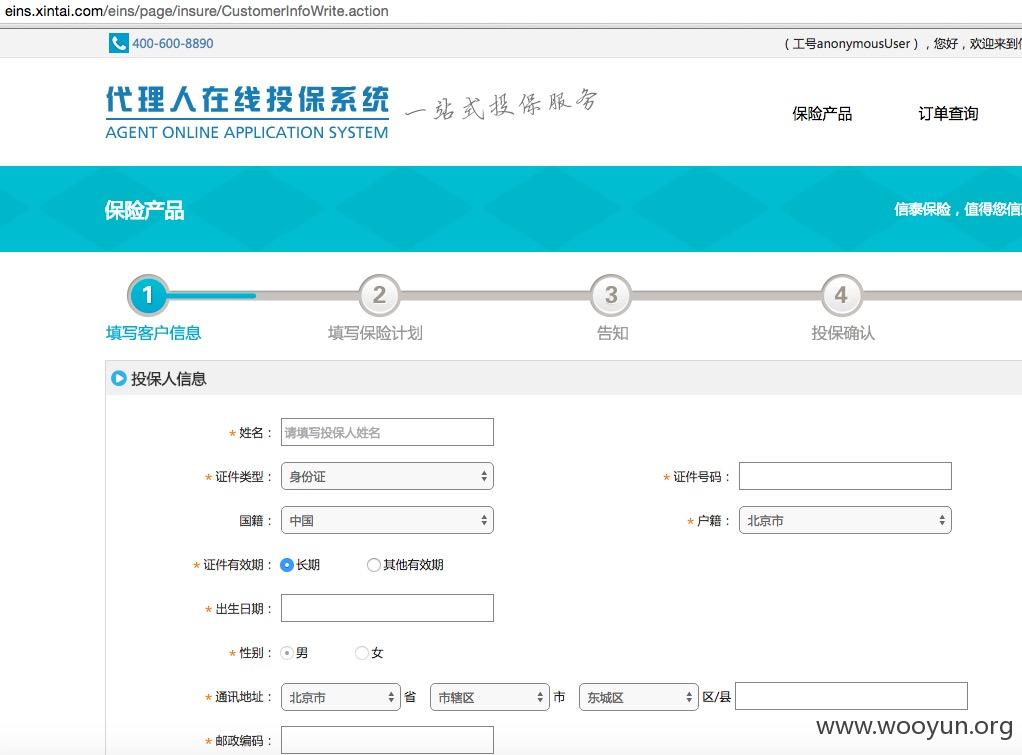 eins.xintai.com/eins/page/insure/CustomerInfoWrite.action
400-600-8890
（工号anonymousUser），您好，欢迎来到
代理人在线投保系统 一站式投保服务
AGENT ONLINE APPLICATION SYSTEM
保险产品 订单查询
保险产品
信泰保险，值得您信
1 2 3 4
填写客户信息 填写保险计划 告知 投保确认
投保人信息
*姓名： 请填写投保人姓名
*证件类型： 身份证 *证件号码：
国籍： 中国 *户籍： 北京市
*证件有效期： 长期 其他有效期
*出生日期：
*性别： 男 女
*通讯地址： 北京市 省 市辖区 市 东城区 区/县
*邮政编码：
www.wooyun.org